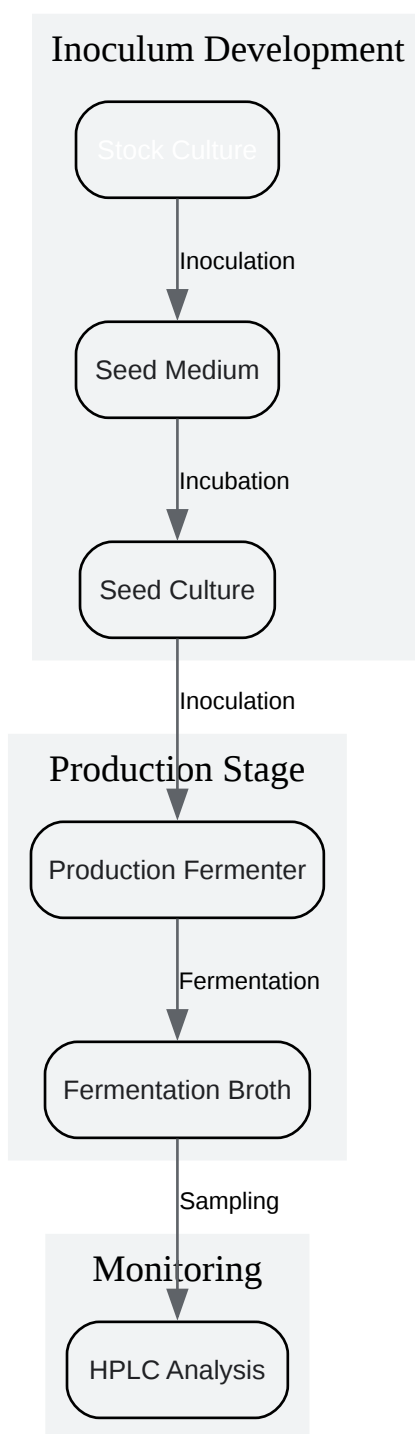 Inoculum Development
Stock Culture
Inoculation
Seed Medium
Incubation
Seed Culture
Inoculation
Production Stage
Production Fermenter
Fermentation
Fermentation Broth
Sampling
Monitoring
HPLC Analysis